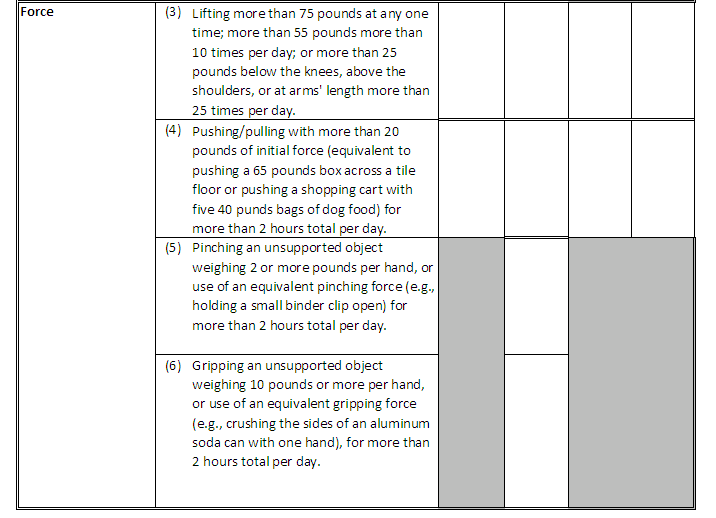 Force
(3) Lifting more than 75 pounds at any one
time; more than 55 pounds more than
10 times per day; or more than 25
pounds below the knees, above the
shoulders, or at arms' length more than
25 times per day.
(4) Pushing/pulling with more than 20
pounds of initial force (equivalent to
pushing a 65 pounds box across a tile
floor or pushing a shopping cart with
five 40 punds bags of dog food) for
more than 2 hours total per day.
(5) Pinching an unsupported object
weighing 2 or more pounds per hand, or
use of an equivalent pinching force (e.g.,
holding a small binder clip open) for
more than 2 hours total per day.
(6) Gripping an unsupported object
weighing 10 pounds or more per hand,
or use of an equivalent gripping force
(e.g., crushing the sides of an aluminum
soda can with one hand), for more than
2 hours total per day.